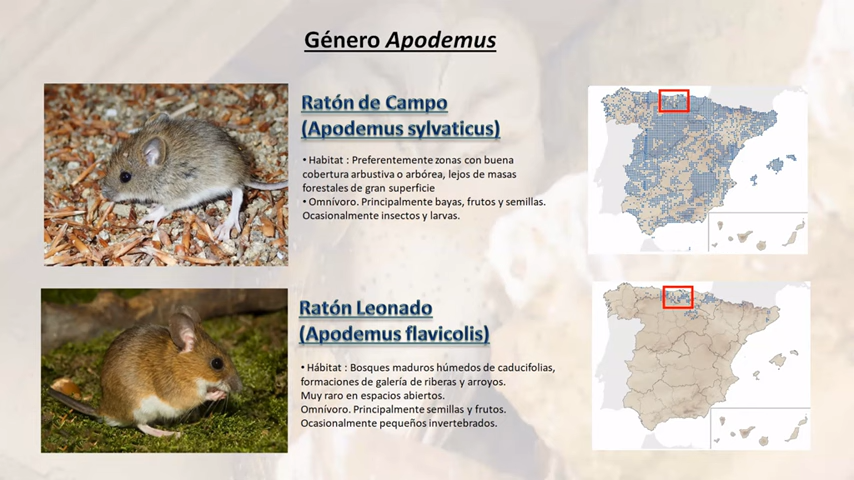 Género Apodemus
Ratón de Campo
(Apodemus sylvaticus)
• Habitat : Preferentemente zonas con buena
cobertura arbustiva o arbórea, lejos de masas
forestales de gran superficie
• Omnívoro. Principalmente bayas, frutos y semillas.
Ocasionalmente insectos y larvas.
Ratón Leonado
(Apodemus flavicolis)
• Hábitat : Bosques maduros húmedos de caducifolias,
formaciones de galería de riberas y arroyos.
Muy raro en espacios abiertos.
Omnívoro. Principalmente semillas y frutos.
Ocasionalmente pequeños invertebrados.